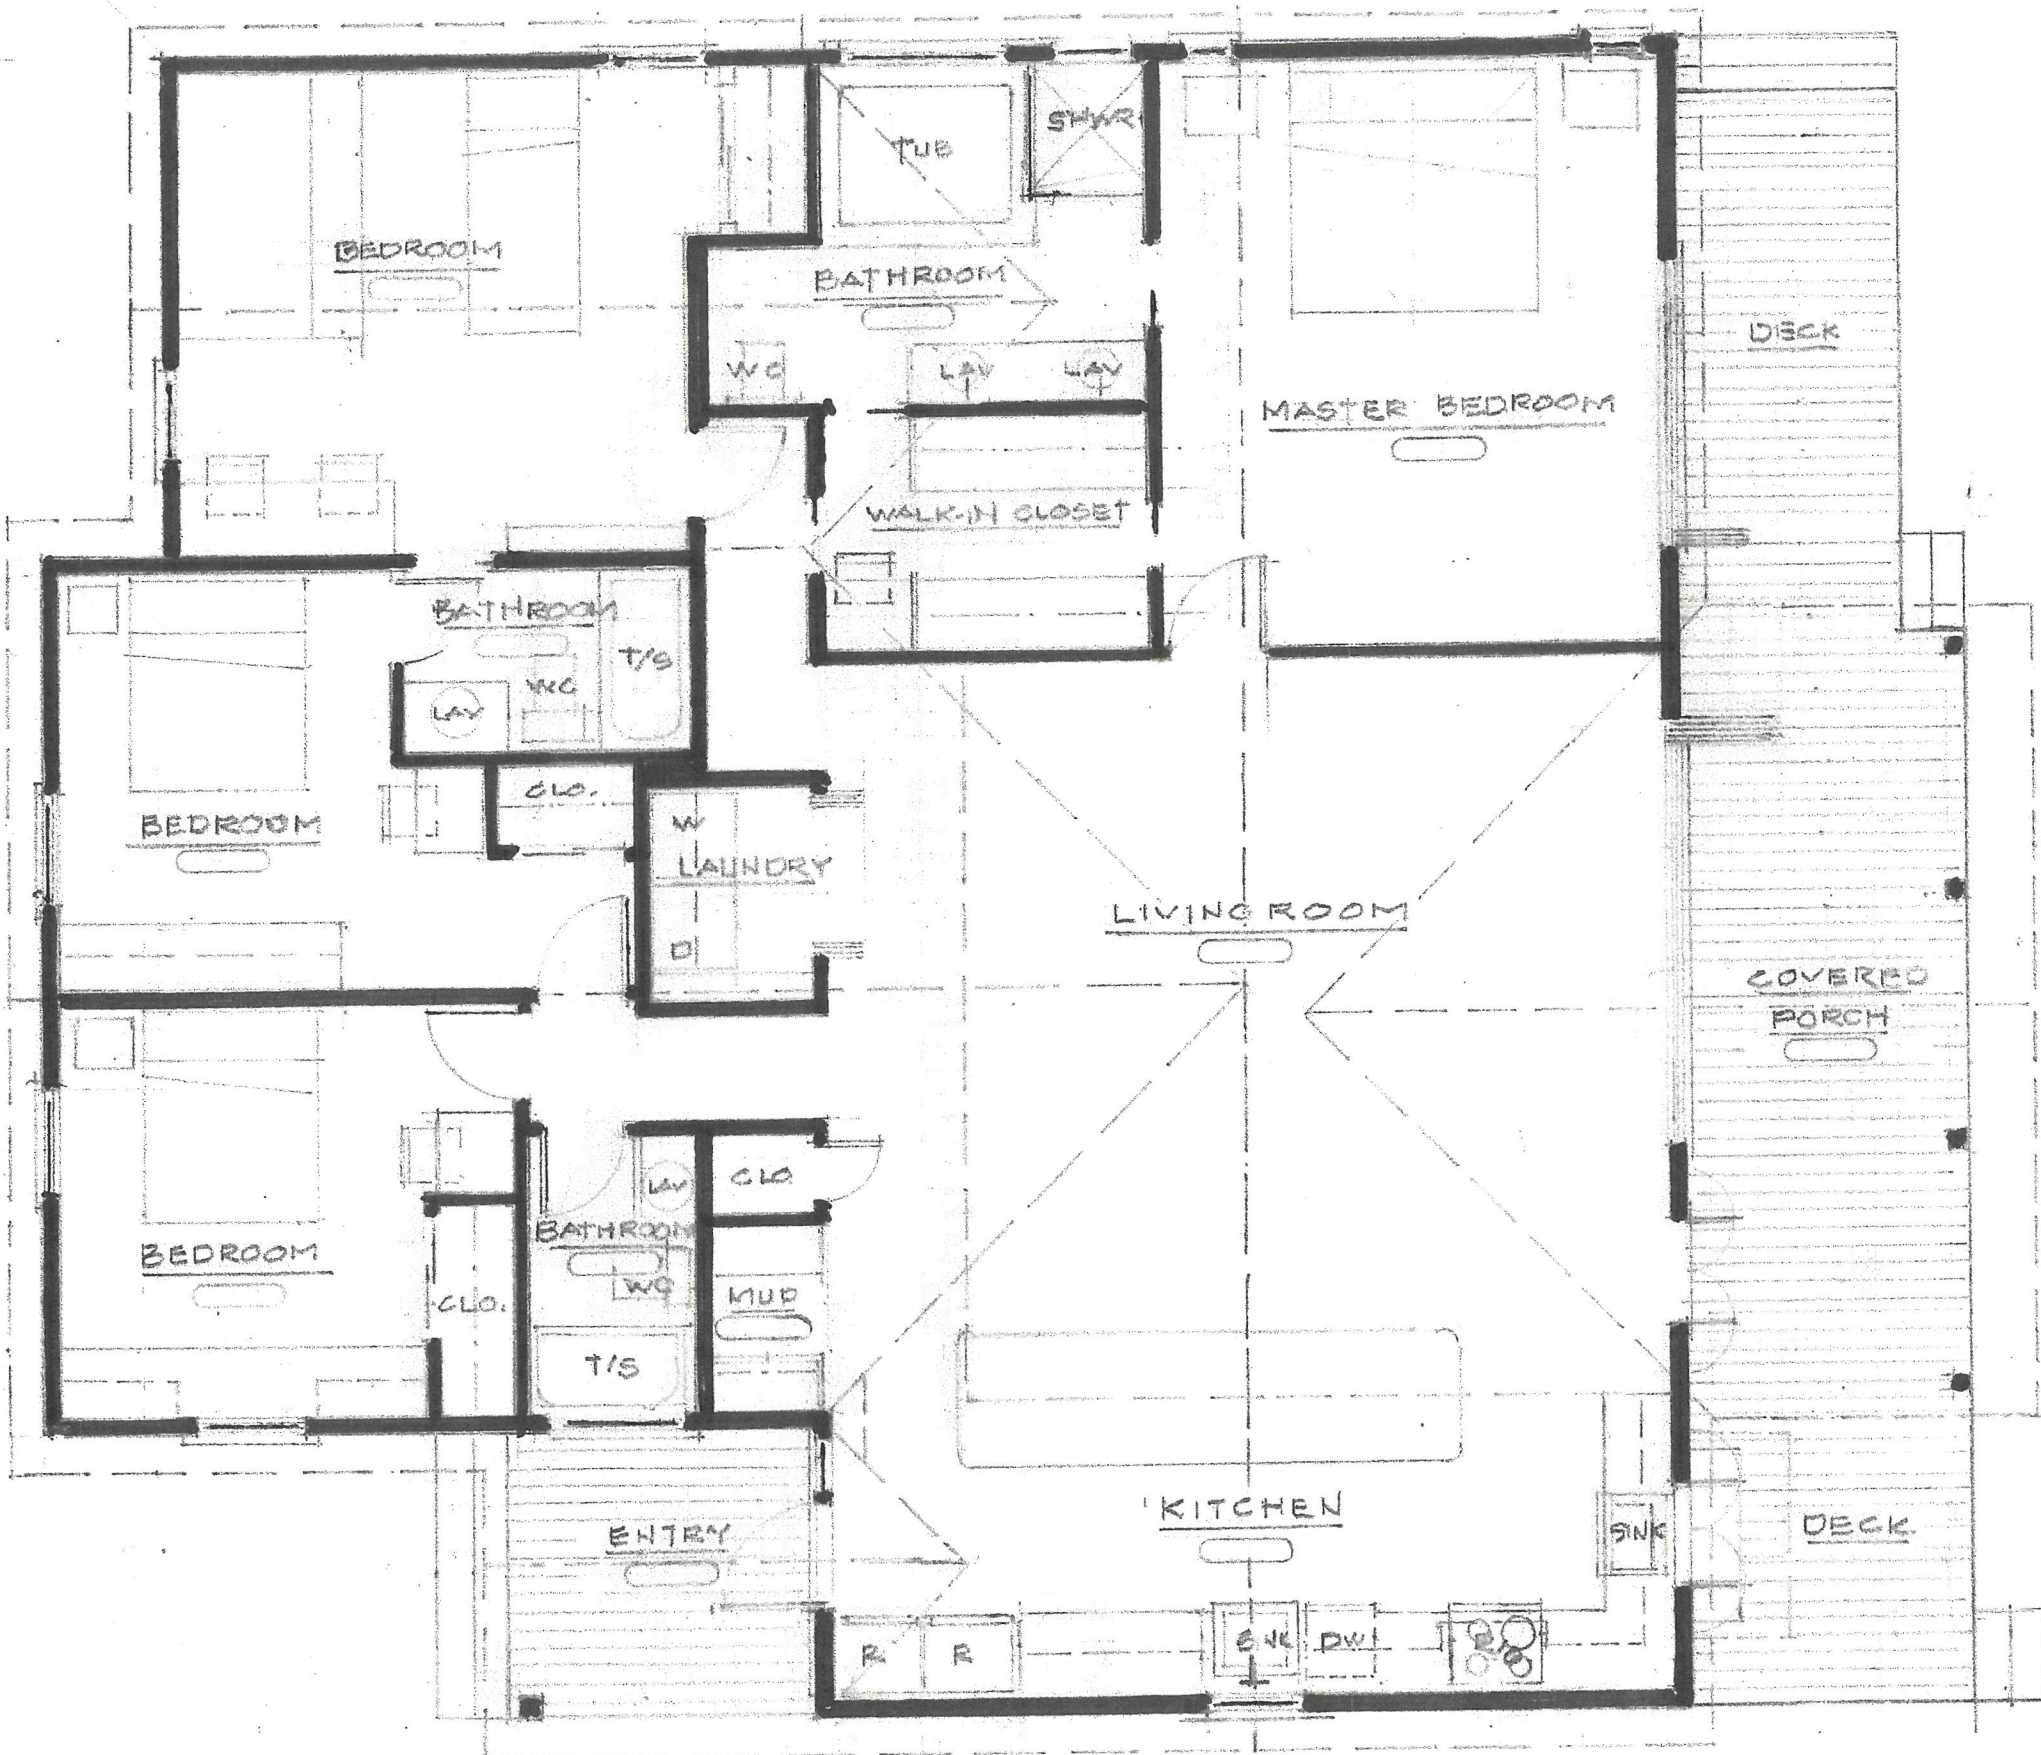 SHWR
TUB
BEDROOM
BATHROOM
DECK
WC
LAV
LAV
MASTER BEDROOM
WALK-IN CLOSET
BATHROOM
T/S
WC
LAV
CLO.
W
BEDROOM
LAUNDRY
LIVING ROOM
D
COVERED
PORCH
CLO.
LAV
BATHROOM
BEDROOM
WC
MUD
CLO.
T/S
KITCHEN
SINK
DECK
ENTRY
R
R
SINK
DW